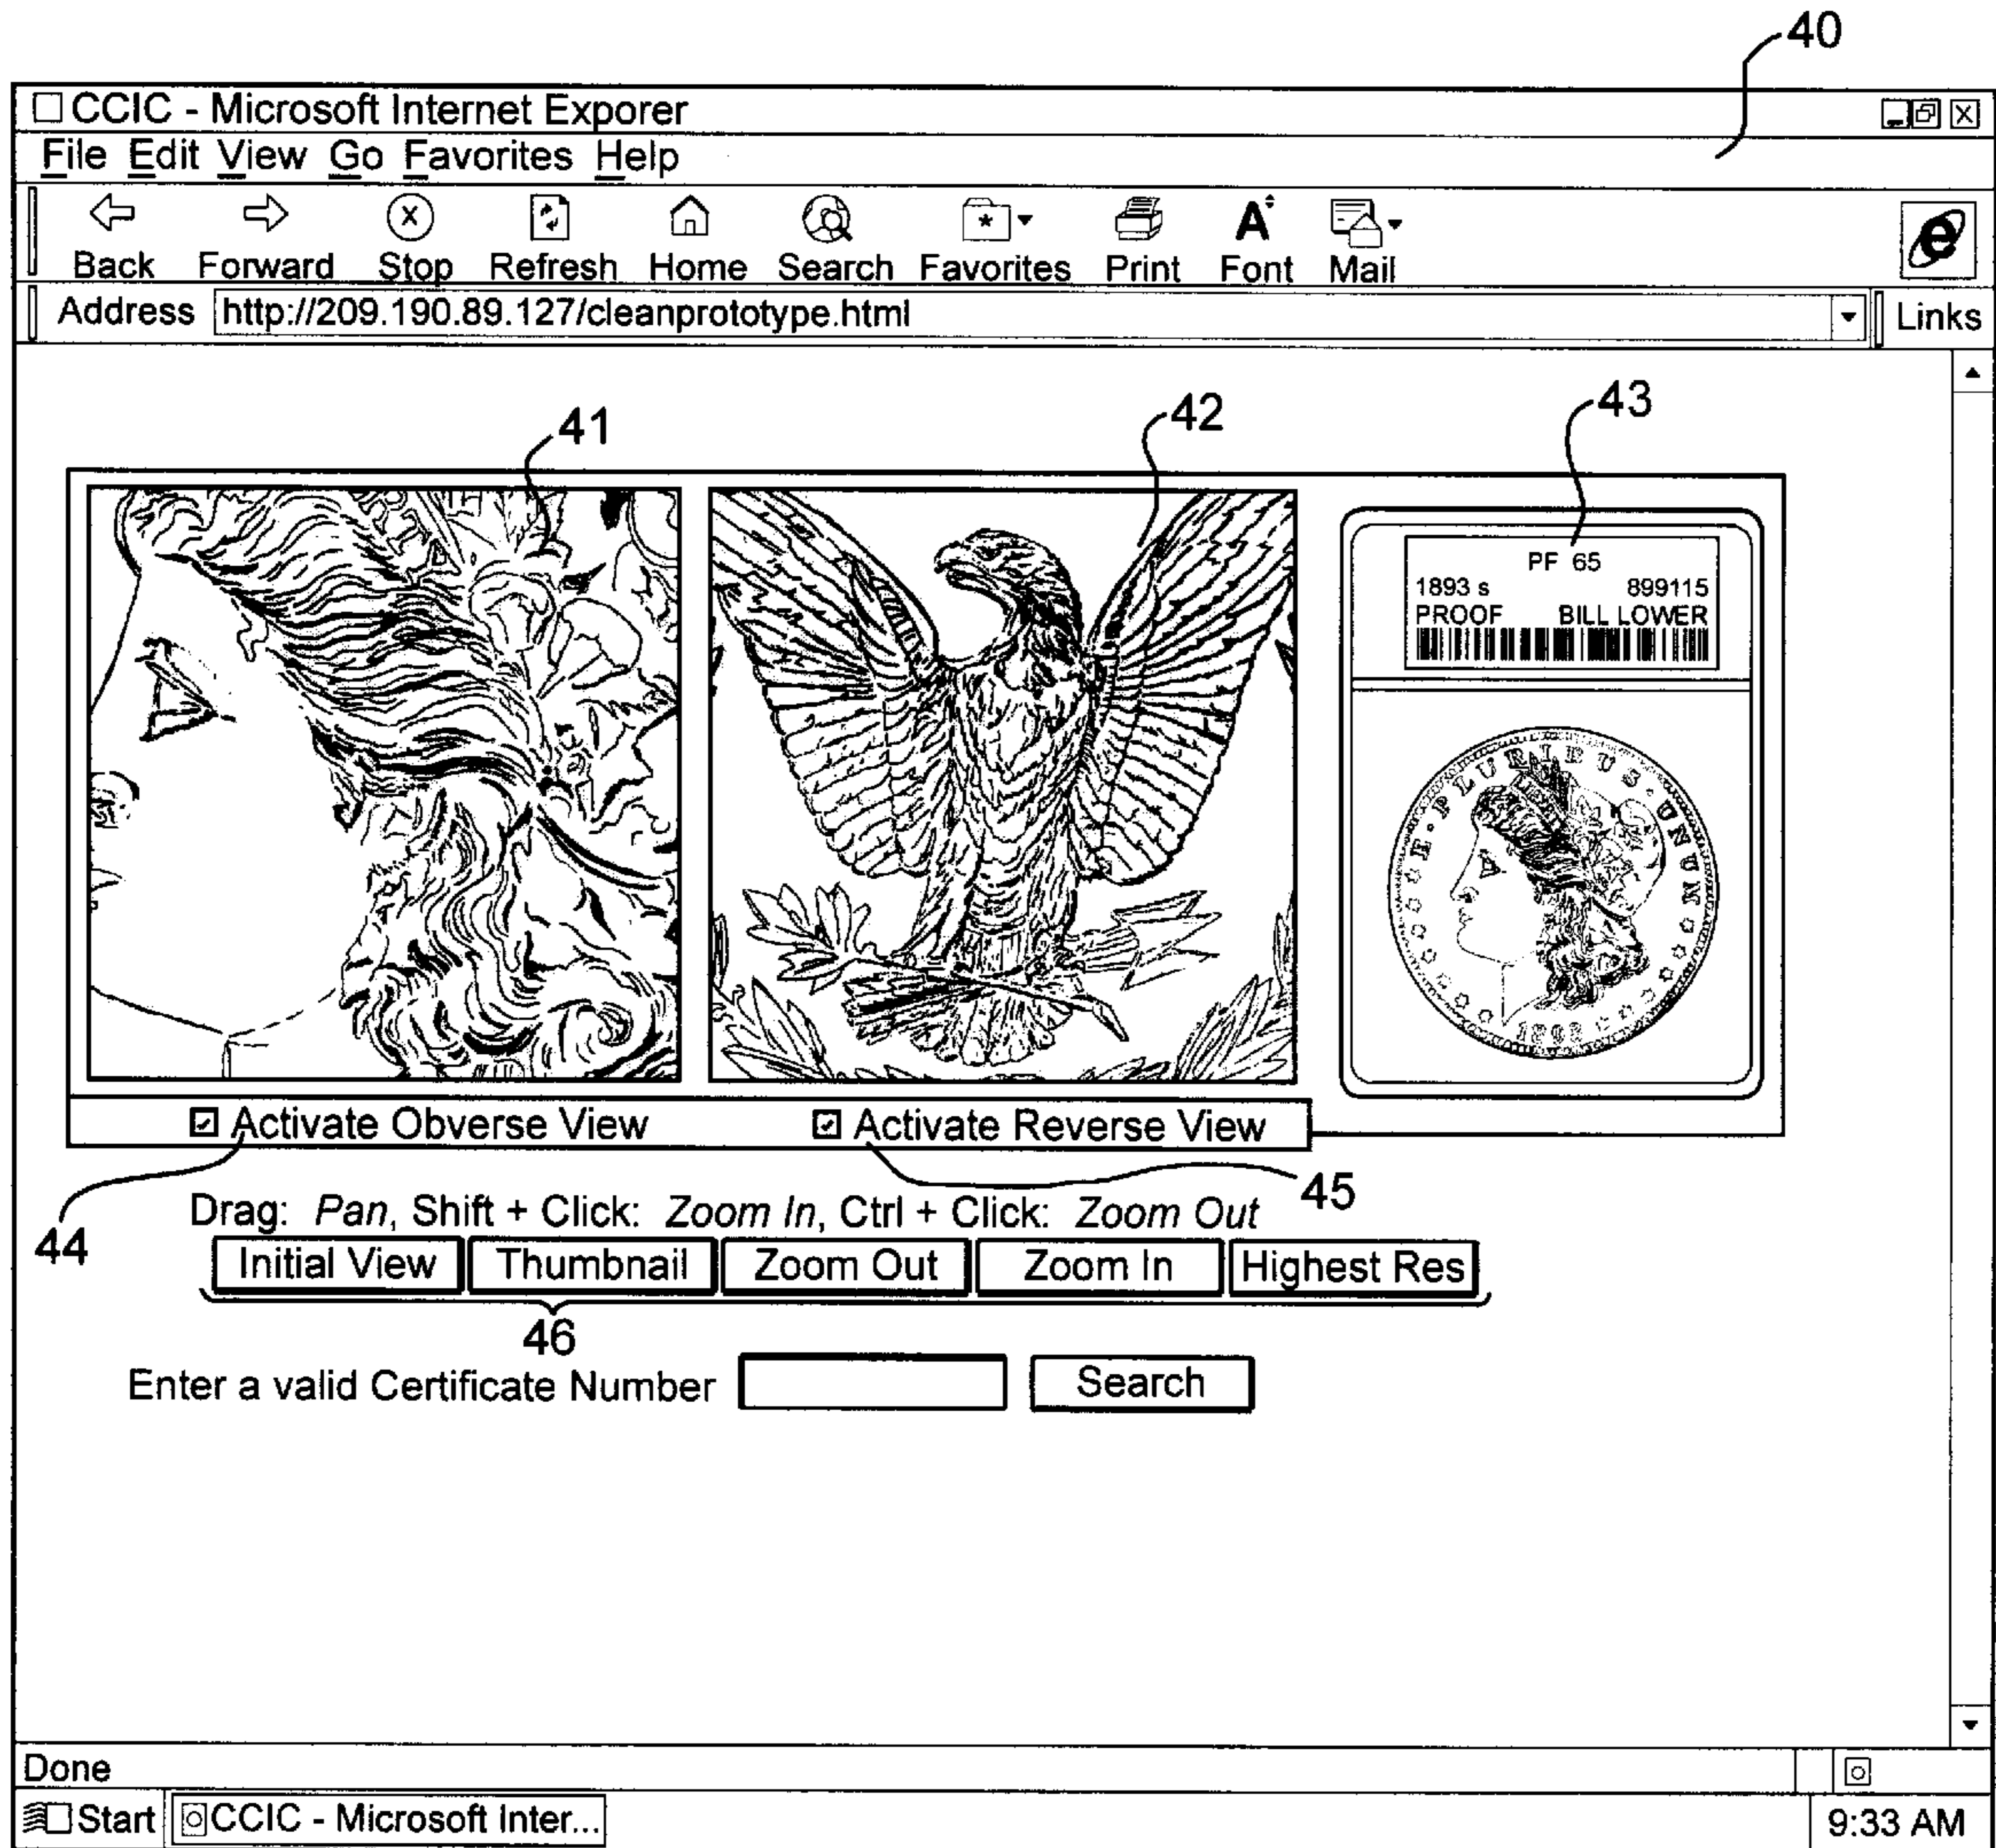 40
CCIC - Microsoft Internet Exporer
File Edit View Go Favorites Help
Back Forward Stop Refresh Home Search Favorites Print Font Mail
Address http://209.190.89.127/cleanprototype.html Links
41 42 43
PF 65
1893 s 899115
PROOF BILL LOWER
E·PLURIBUS·UNUM
Activate Obverse View Activate Reverse View
44 45
Drag: Pan, Shift + Click: Zoom In, Ctrl + Click: Zoom Out
Initial View Thumbnail Zoom Out Zoom In Highest Res
46
Enter a valid Certificate Number Search
Done
Start CCIC - Microsoft Inter... 9:33 AM